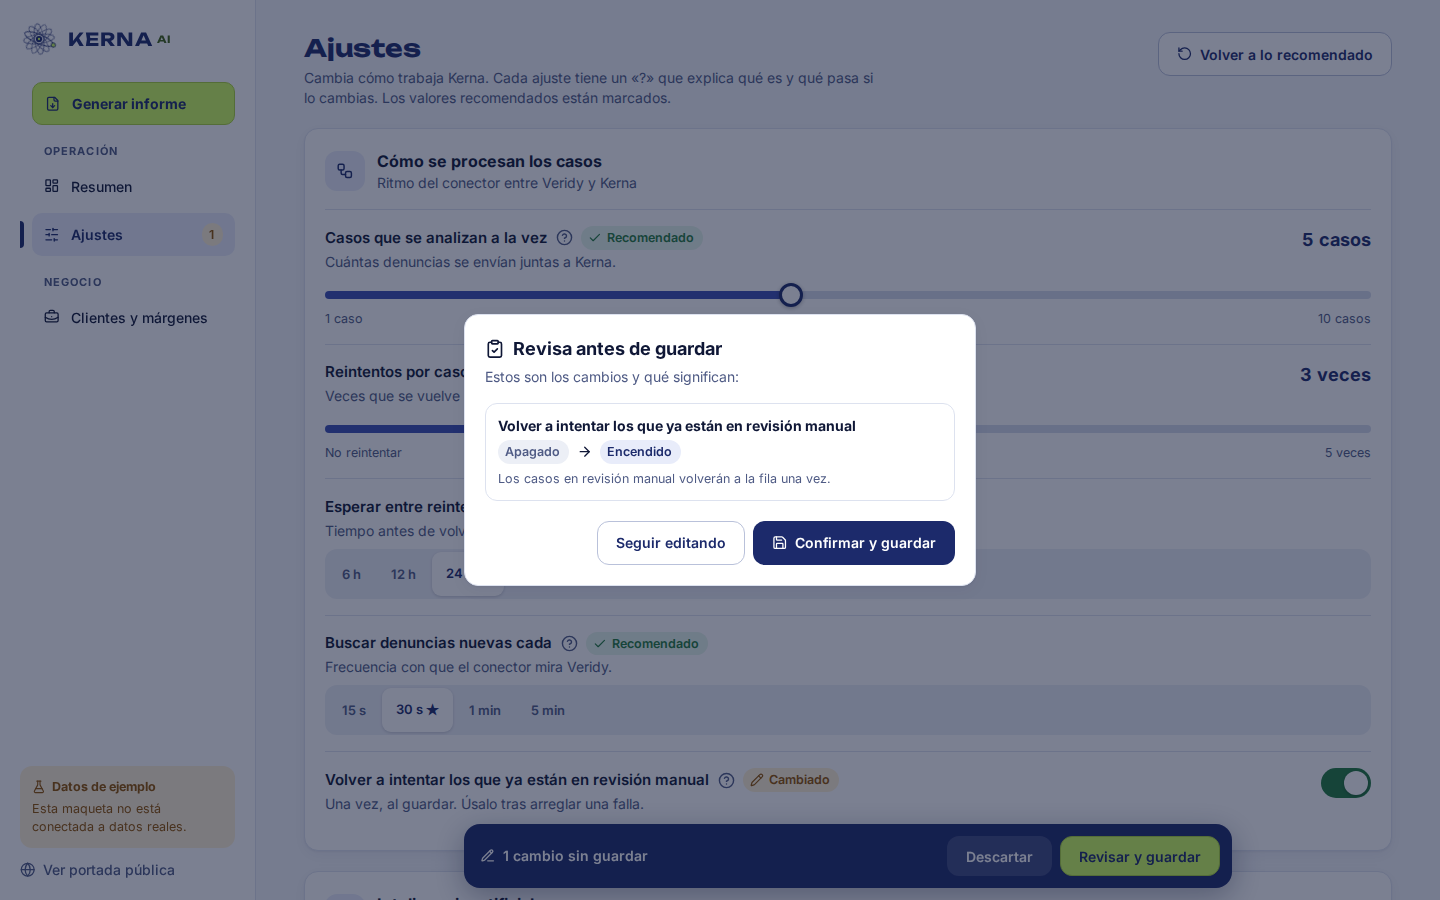 KERNA AI
Generar informe
OPERACIÓN
Resumen
Ajustes 1
NEGOCIO
Clientes y márgenes
Datos de ejemplo
Esta maqueta no está
conectada a datos reales.
Ver portada pública
Ajustes
Cambia cómo trabaja Kerna. Cada ajuste tiene un «?» que explica qué es y qué pasa si
lo cambias. Los valores recomendados están marcados.
Volver a lo recomendado
Cómo se procesan los casos
Ritmo del conector entre Veridy y Kerna
Casos que se analizan a la vez ? Recomendado 5 casos
Cuántas denuncias se envían juntas a Kerna.
1 caso 10 casos
Reintentos por caso 3 veces
Veces que se vuelve
No reintentar 5 veces
Esperar entre
Tiempo antes de
6 h 12 h 24
Revisa antes de guardar
Estos son los cambios y qué significan:
Volver a intentar los que ya están en revisión manual
Apagado → Encendido
Los casos en revisión manual volverán a la fila una vez.
Seguir editando Confirmar y guardar
Buscar denuncias nuevas cada ? Recomendado
Frecuencia con que el conector mira Veridy.
15 s 30 s ★ 1 min 5 min
Volver a intentar los que ya están en revisión manual ? Cambiado
Una vez, al guardar. Úsalo tras arreglar una falla.
1 cambio sin guardar Descartar Revisar y guardar